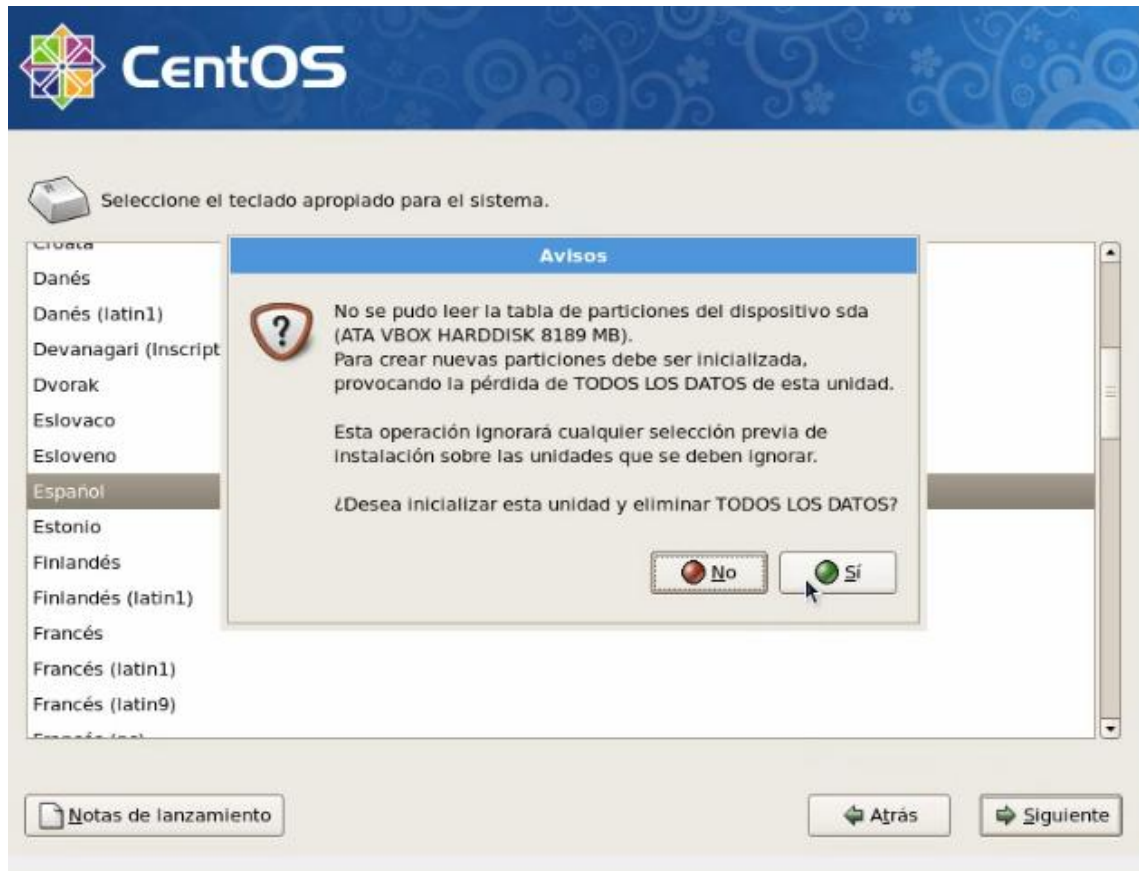 CentOS
Seleccione el teclado apropiado para el sistema.
Croata
Danés
Danés (latin1)
Devanagari (Inscript
Dvorak
Eslovaco
Esloveno
Español
Estonio
Finlandés
Finlandés (latin1)
Francés
Francés (latin1)
Francés (latin9)
Avisos
No se pudo leer la tabla de particiones del dispositivo sda
(ATA VBOX HARDDISK 8189 MB).
Para crear nuevas particiones debe ser inicializada,
provocando la pérdida de TODOS LOS DATOS de esta unidad.
Esta operación ignorará cualquier selección previa de
instalación sobre las unidades que se deben ignorar.
¿Desea inicializar esta unidad y eliminar TODOS LOS DATOS?
No
Sí
Notas de lanzamiento
Atrás
Siguiente